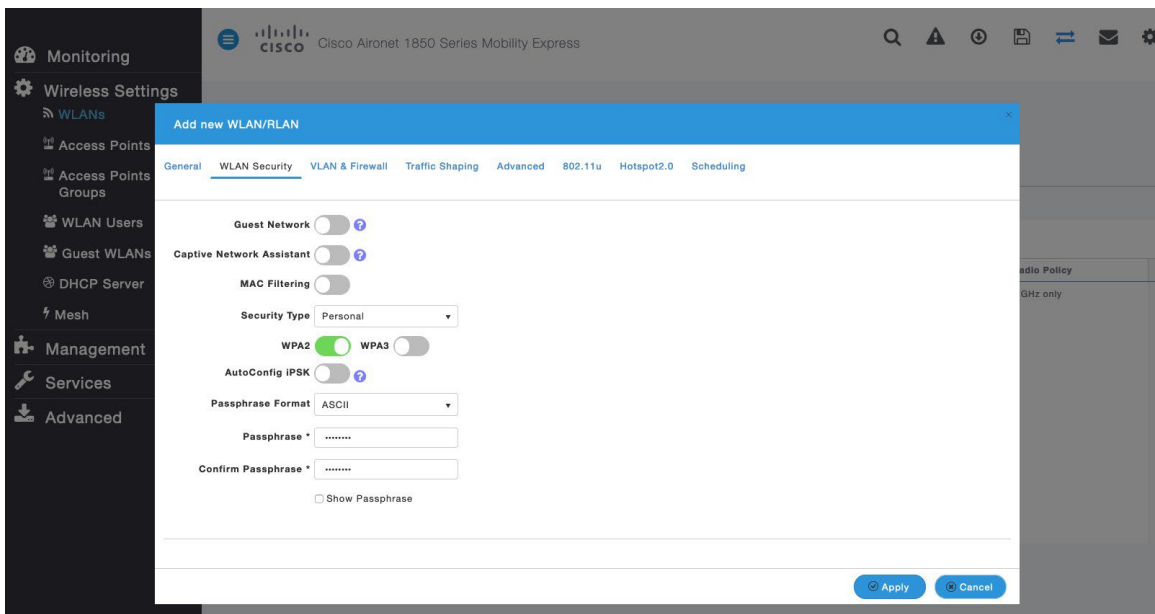 Monitoring
Wireless Settings
WLANs
Access Points
Access Points
Groups
WLAN Users
Guest WLANs
DHCP Server
Mesh
Management
Services
Advanced
CISCO Cisco Aironet 1850 Series Mobility Express
Add new WLAN/RLAN
General WLAN Security VLAN & Firewall Traffic Shaping Advanced 802.11u Hotspot2.0 Scheduling
Guest Network ?
Captive Network Assistant ?
MAC Filtering
Security Type Personal
WPA2 WPA3
AutoConfig iPSK ?
Passphrase Format ASCII
Passphrase * ········
Confirm Passphrase * ········
Show Passphrase
Apply Cancel
adio Policy
GHz only